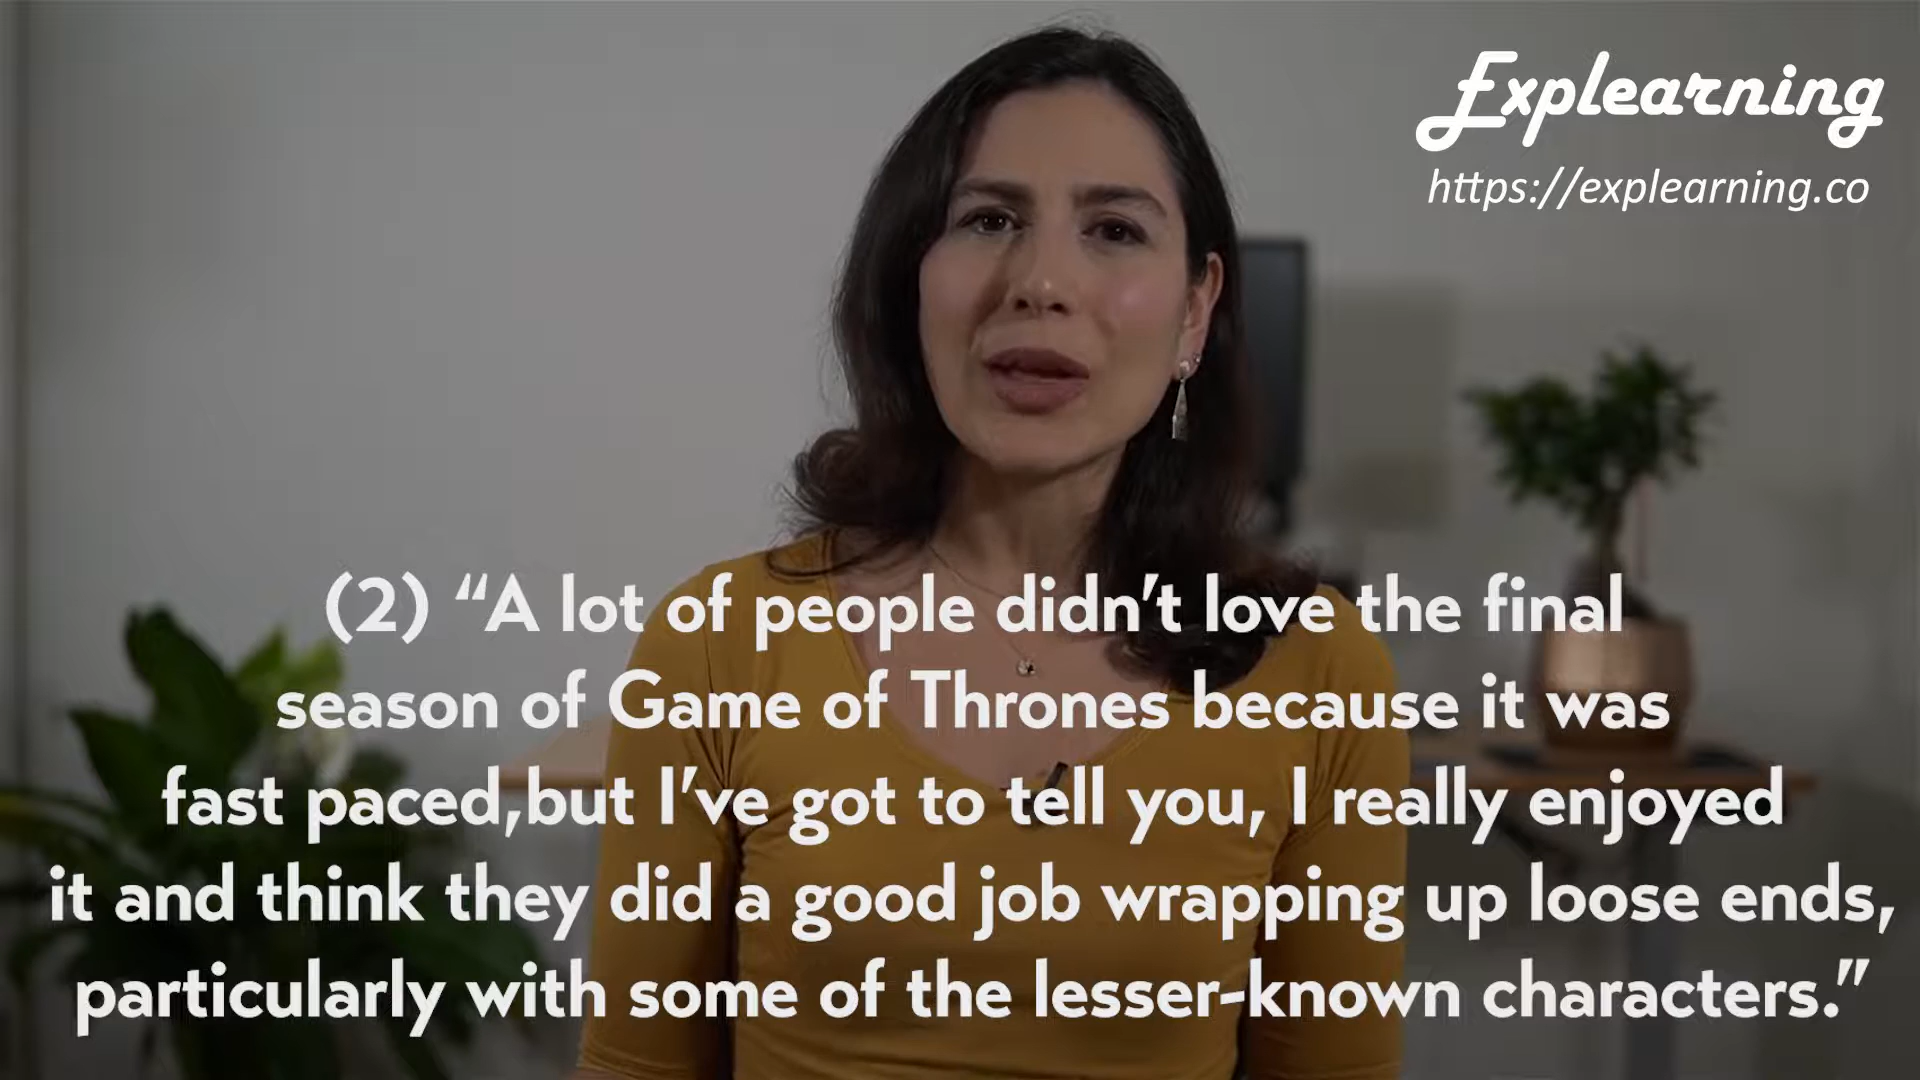 Explearning
https://explearning.co
(2) “A lot of people didn’t love the final
season of Game of Thrones because it was
fast paced,but I’ve got to tell you, I really enjoyed
it and think they did a good job wrapping up loose ends,
particularly with some of the lesser-known characters.”